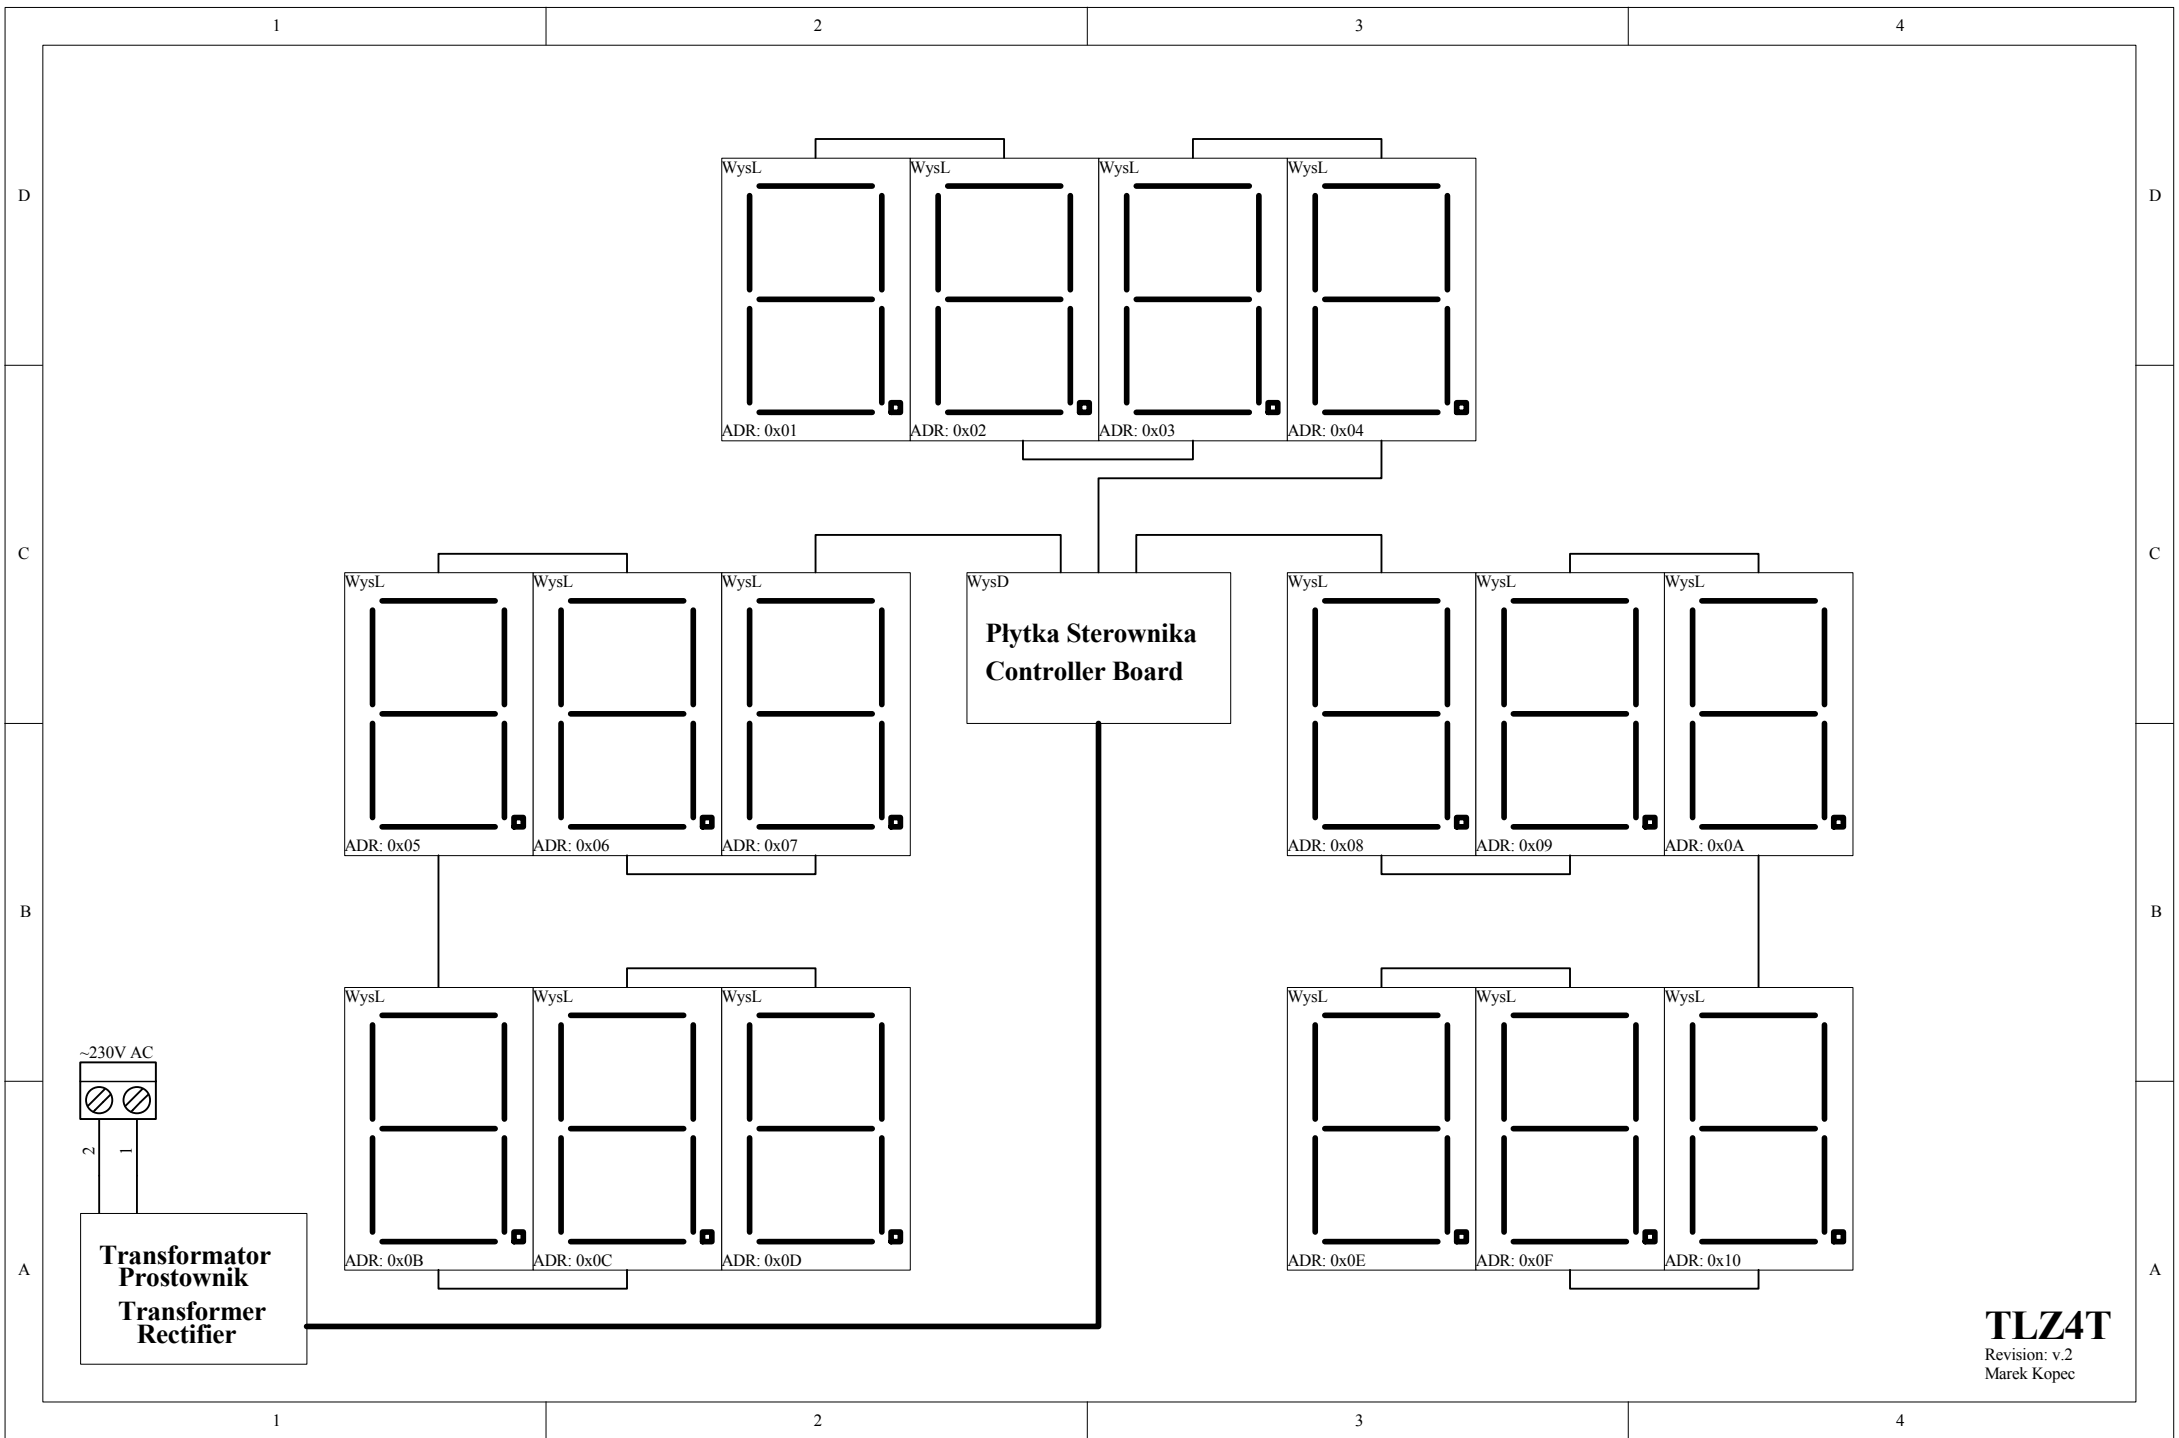 1 2 3 4
D D
WysL WysL WysL WysL
ADR: 0x01 ADR: 0x02 ADR: 0x03 ADR: 0x04
C C
WysL WysL WysL WysD WysL WysL WysL
Płytka Sterownika
Controller Board
ADR: 0x05 ADR: 0x06 ADR: 0x07 ADR: 0x08 ADR: 0x09 ADR: 0x0A
B B
WysL WysL WysL WysL WysL WysL
~230V AC
2 1
ADR: 0x0B ADR: 0x0C ADR: 0x0D ADR: 0x0E ADR: 0x0F ADR: 0x10
A A
Transformator
Prostownik
Transformer
Rectifier
TLZ4T
Revision: v.2
Marek Kopec
1 2 3 4